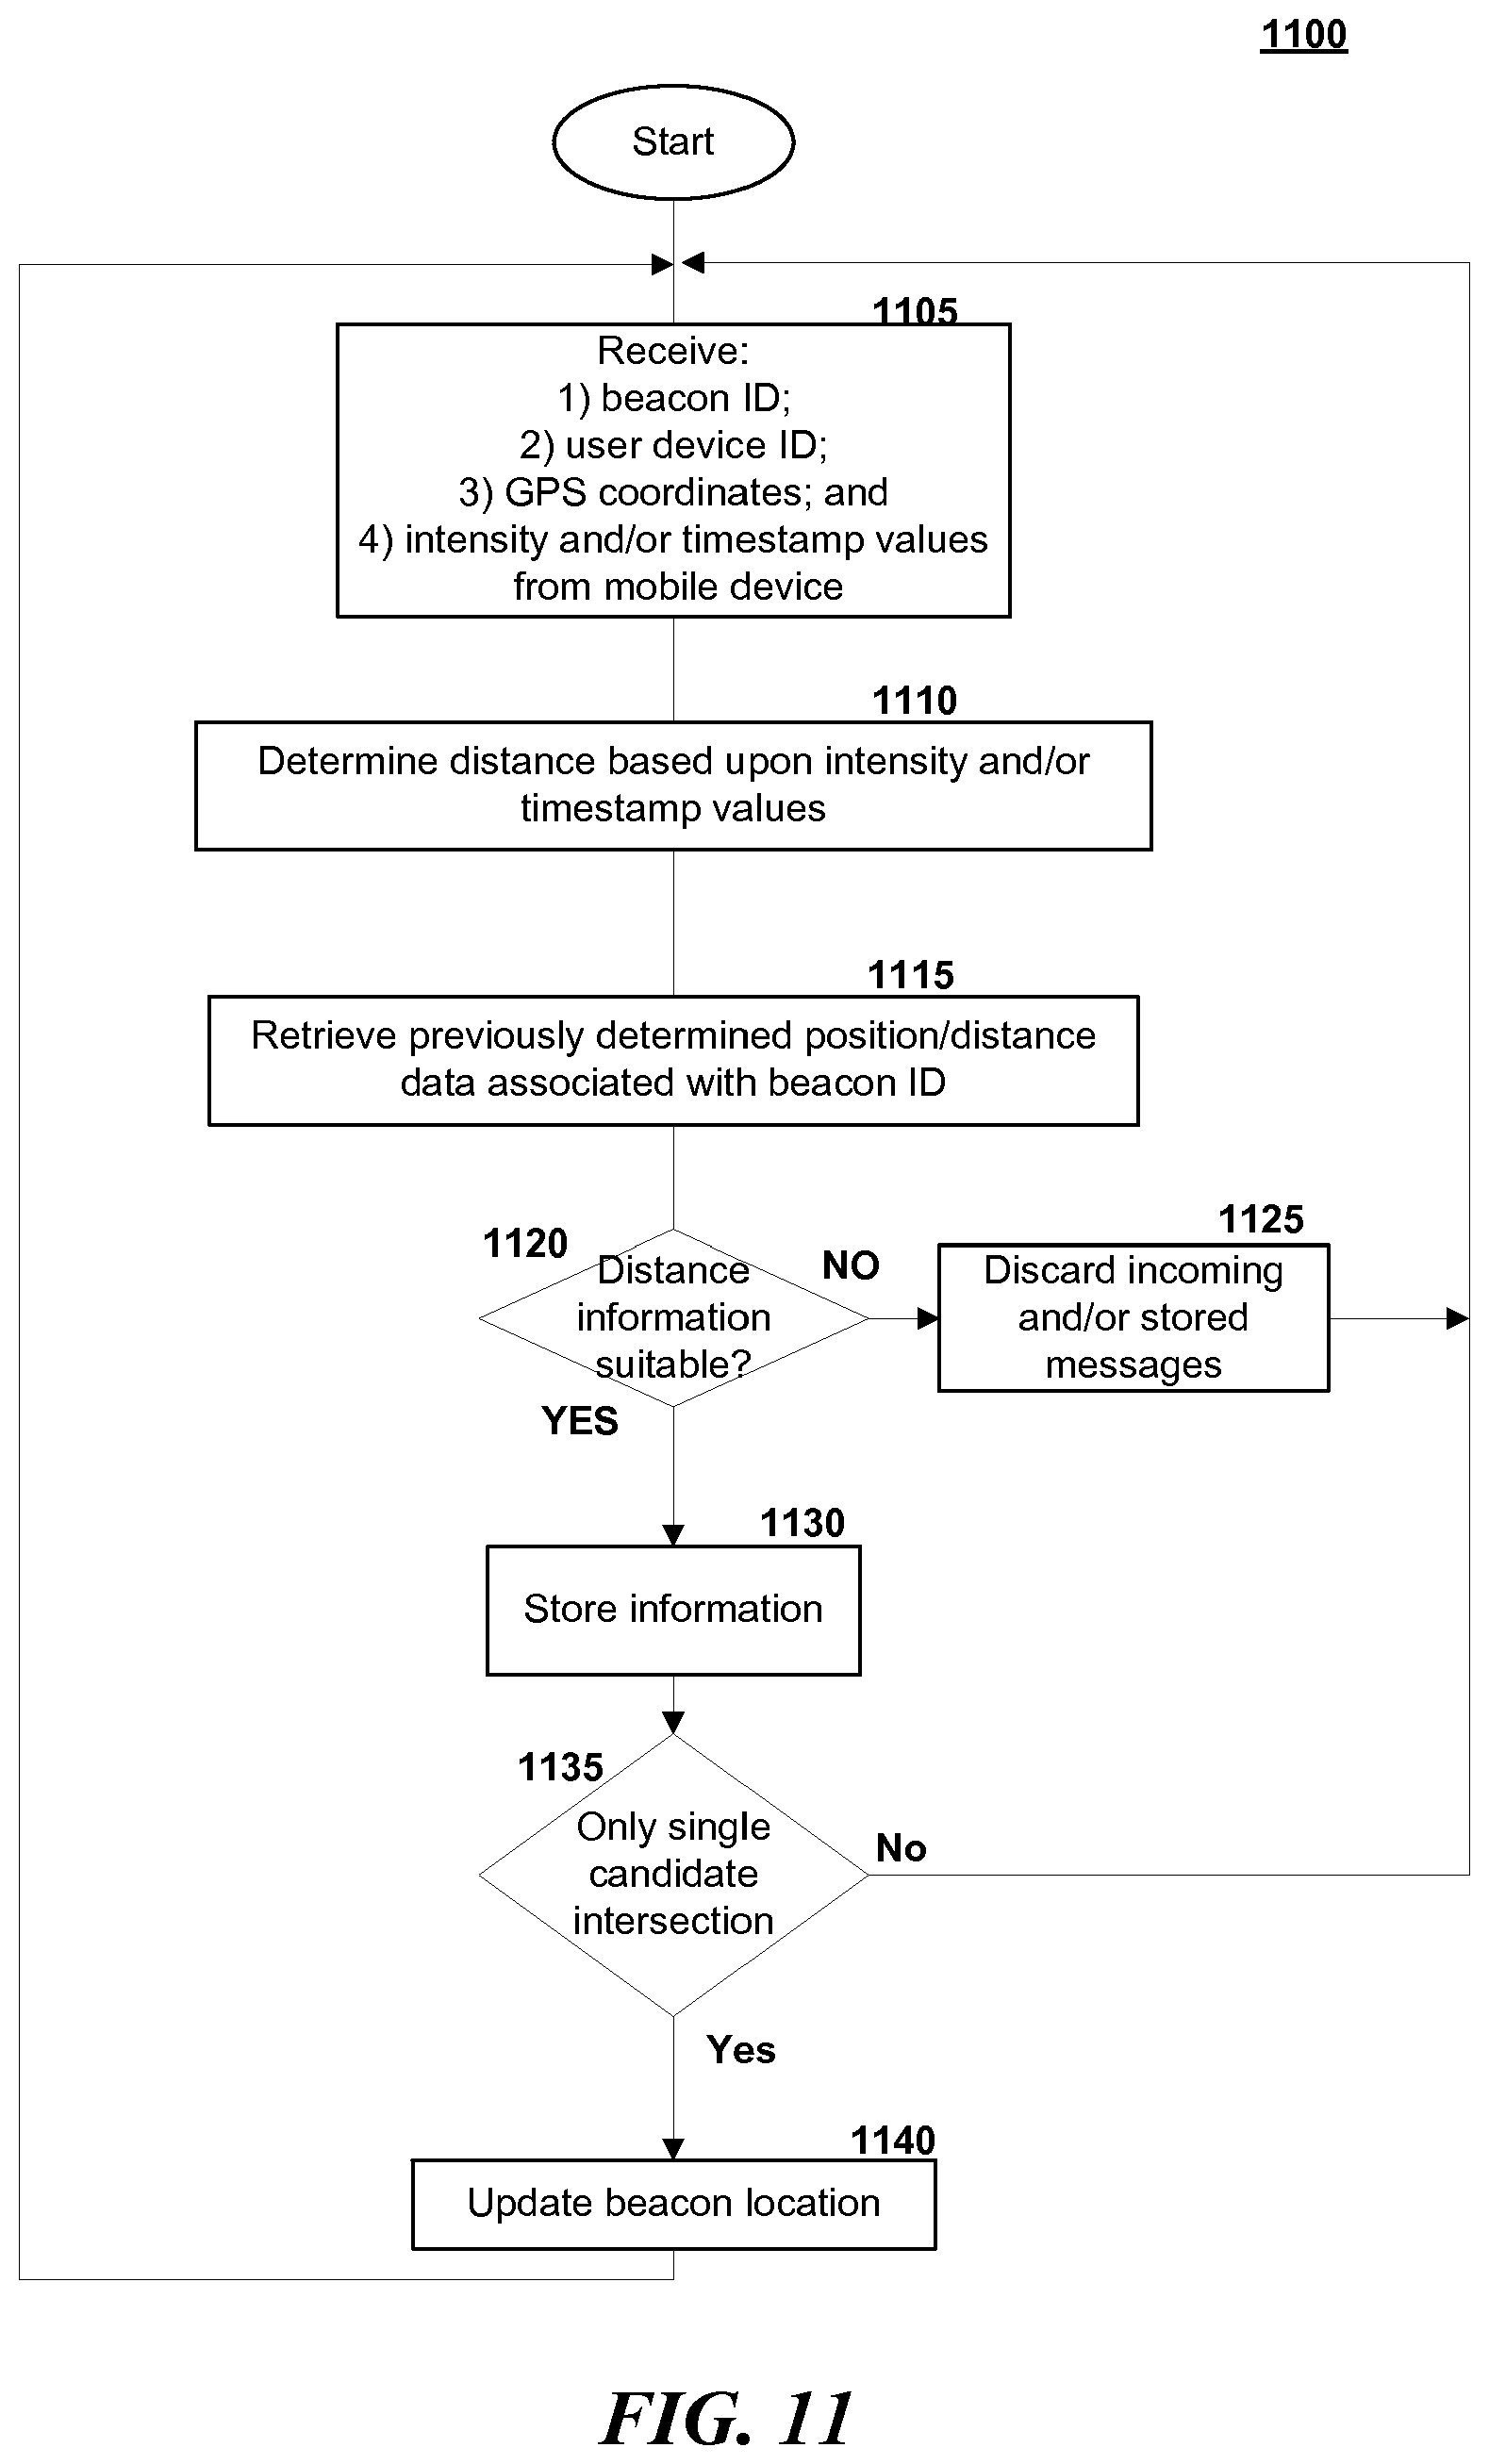 1100
Start
1105
Receive:
1) beacon ID;
2) user device ID;
3) GPS coordinates; and
4) intensity and/or timestamp values
from mobile device
1110
Determine distance based upon intensity and/or
timestamp values
1115
Retrieve previously determined position/distance
data associated with beacon ID
1120
Distance
information
suitable?
NO
1125
Discard incoming
and/or stored
messages
YES
1130
Store information
1135
Only single
candidate
intersection
No
Yes
1140
Update beacon location
FIG. 11